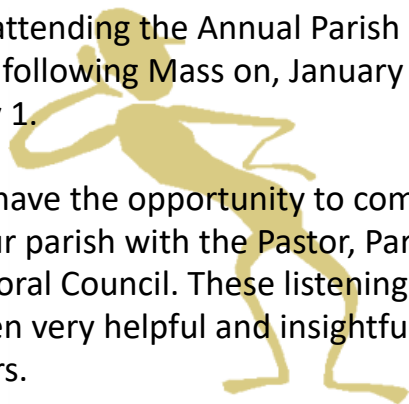 attending the Annual Parish
following Mass on, January
1.
have the opportunity to com
ur parish with the Pastor, Par
oral Council. These listening
en very helpful and insightfu
rs.